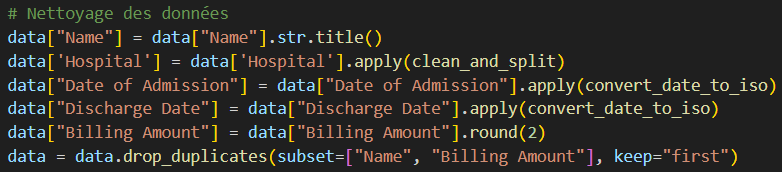 # Nettoyage des données
data["Name"] = data["Name"].str.title()
data['Hospital'] = data['Hospital'].apply(clean_and_split)
data["Date of Admission"] = data["Date of Admission"].apply(convert_date_to_iso)
data["Discharge Date"] = data["Discharge Date"].apply(convert_date_to_iso)
data["Billing Amount"] = data["Billing Amount"].round(2)
data = data.drop_duplicates(subset=["Name", "Billing Amount"], keep="first")